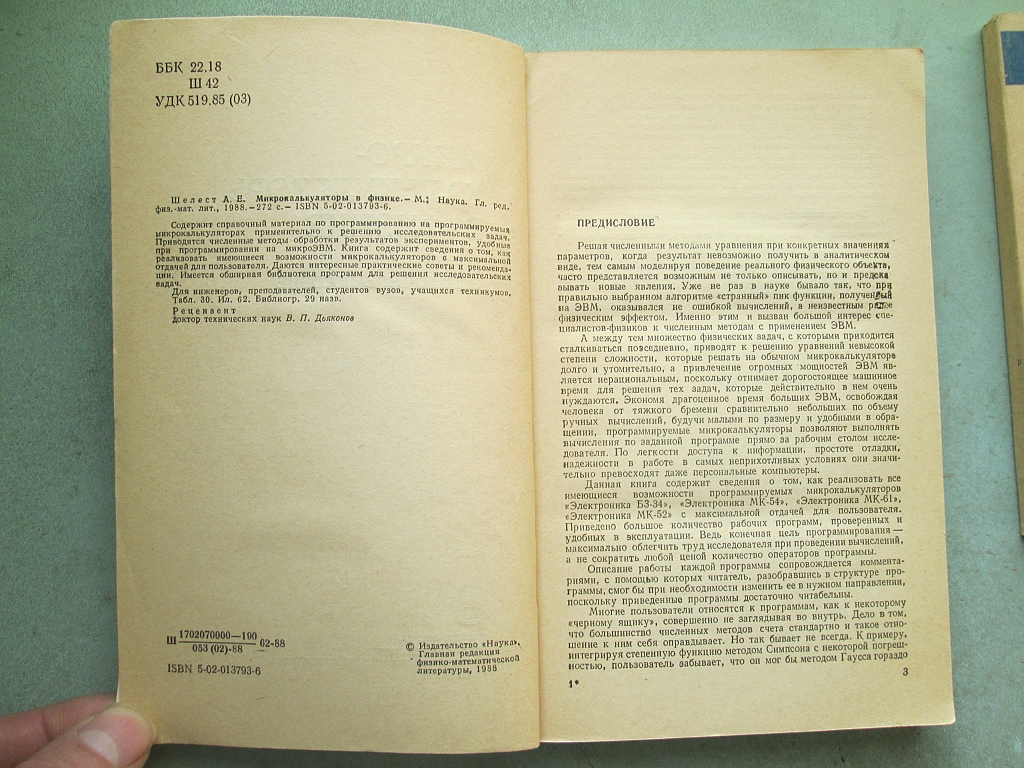 ББК 22.18
Ш 42
УДК 519.85 (03)
Шелест А. Е. Микрокалькуляторы в физике.— М.: Наука. Гл. ред.
физ.-мат. лит., 1988.—272 с.— ISBN 5-02-013793-6.
Содержит справочный материал по программированию на программируемых
микрокалькуляторах применительно к решению исследовательских задач.
Приводятся численные методы обработки результатов экспериментов, удобные
при программировании на микроЭВМ. Книга содержит сведения о том, как
реализовать имеющиеся возможности микрокалькуляторов с максимальной
отдачей для пользователя. Даются интересные практические советы и рекоменда-
ции. Имеется обширная библиотека программ для решения исследовательских
задач.
Для инженеров, преподавателей, студентов вузов, учащихся техникумов.
Табл. 30. Ил. 62. Библиогр. 29 назв.
Рецензент
доктор технических наук В. П. Дьяконов
Ш 1702070000—190
053 (02)-88 62-88
ISBN 5-02-013793-6
© Издательство «Наука».
Главная редакция
физико-математической
литературы, 1988
ПРЕДИСЛОВИЕ
Решая численными методами уравнения при конкретных значениях
параметров, когда результат невозможно получить в аналитическом
виде, тем самым моделируя поведение реального физического объекта,
часто представляется возможным не только описывать, но и предска-
зывать новые явления. Уже не раз в науке бывало так, что при
правильно выбранном алгоритме «странный» пик функции, полученный
на ЭВМ, оказывался не ошибкой вычислений, а неизвестным ранее
физическим эффектом. Именно этим и вызван большой интерес спе-
циалистов-физиков к численным методам с применением ЭВМ.
А между тем множество физических задач, с которыми приходится
сталкиваться повседневно, приводят к решению уравнений невысокой
степени сложности, которые решать на обычном микрокалькуляторе
долго и утомительно, а привлечение огромных мощностей ЭВМ яв-
ляется нерациональным, поскольку отнимает дорогостоящее машинное
время для решения тех задач, которые действительно в нем очень
нуждаются. Экономя драгоценное время больших ЭВМ, освобождая
человека от тяжкого бремени сравнительно небольших по объему
ручных вычислений, будучи малыми по размеру и удобными в обра-
щении, программируемые микрокалькуляторы позволяют выполнять
вычисления по заданной программе прямо за рабочим столом иссле-
дователя. По легкости доступа к информации, простоте отладки,
надежности в работе в самых неприхотливых условиях они значи-
тельно превосходят даже персональные компьютеры.
Данная книга содержит сведения о том, как реализовать все
имеющиеся возможности программируемых микрокалькуляторов
«Электроника Б3-34», «Электроника МК-54», «Электроника МК-61»,
«Электроника МК-52» с максимальной отдачей для пользователя.
Приведено большое количество рабочих программ, проверенных и
удобных в эксплуатации. Ведь конечная цель программирования —
максимально облегчить труд исследователя при проведении вычислений,
а не сократить любой ценой количество операторов программы.
Описание работы каждой программы сопровождается коммента-
риями, с помощью которых читатель, разобравшись в структуре про-
граммы, смог бы при необходимости изменить ее в нужном направлении,
поскольку приведенные программы достаточно читабельны.
Многие пользователи относятся к программам, как к некоторому
«черному ящику», совершенно не заглядывая во внутрь. Дело в том,
что большинство численных методов счета стандартно и такое отно-
шение к ним себя оправдывает. Но так бывает не всегда. К примеру,
интегрируя степенную функцию методом Симпсона с некоторой погреш-
ностью, пользователь забывает, что он мог бы методом Гаусса гораздо
1*
3